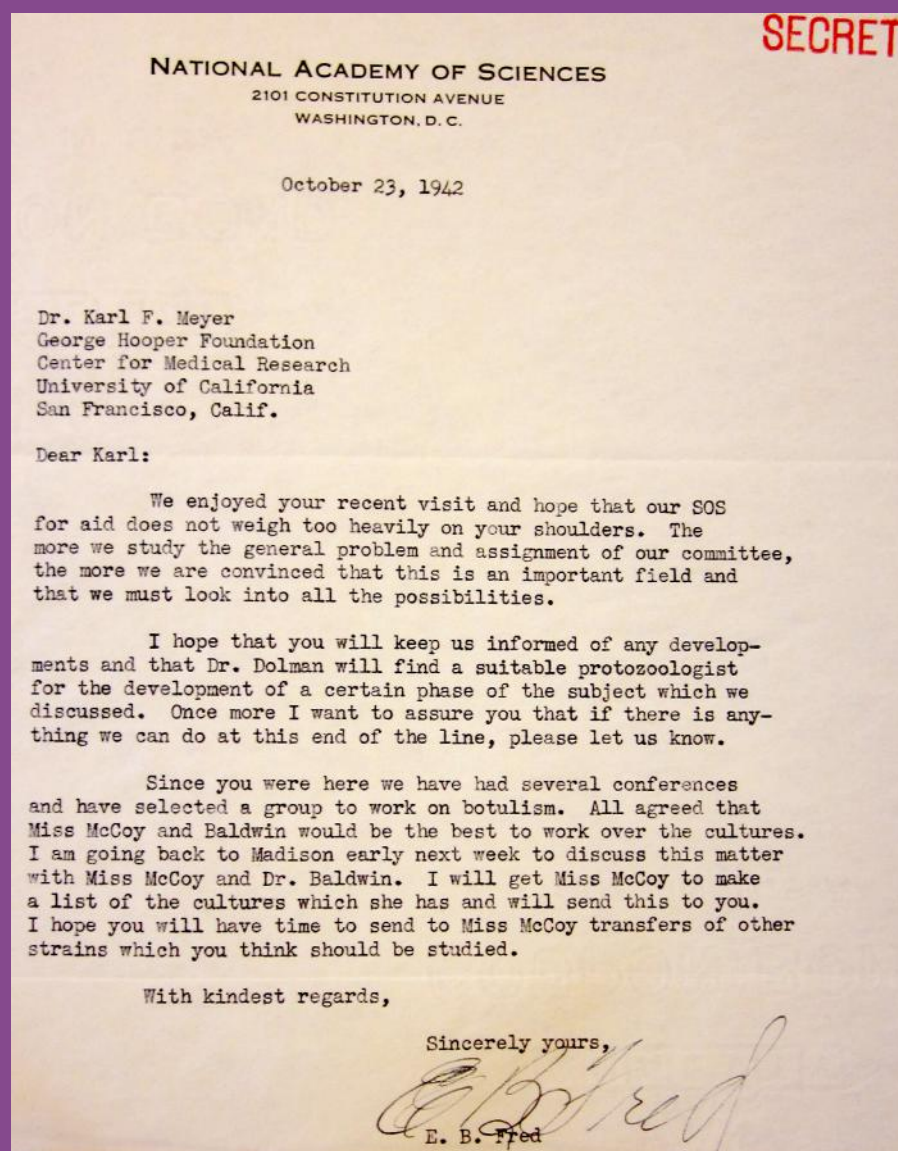 SECRET
NATIONAL ACADEMY OF SCIENCES
2101 CONSTITUTION AVENUE
WASHINGTON, D. C.
October 23, 1942
Dr. Karl F. Meyer
George Hooper Foundation
Center for Medical Research
University of California
San Francisco, Calif.
Dear Karl:
We enjoyed your recent visit and hope that our SOS
for aid does not weigh too heavily on your shoulders. The
more we study the general problem and assignment of our committee,
the more we are convinced that this is an important field and
that we must look into all the possibilities.
I hope that you will keep us informed of any develop-
ments and that Dr. Dolman will find a suitable protozoologist
for the development of a certain phase of the subject which we
discussed. Once more I want to assure you that if there is any-
thing we can do at this end of the line, please let us know.
Since you were here we have had several conferences
and have selected a group to work on botulism. All agreed that
Miss McCoy and Baldwin would be the best to work over the cultures.
I am going back to Madison early next week to discuss this matter
with Miss McCoy and Dr. Baldwin. I will get Miss McCoy to make
a list of the cultures which she has and will send this to you.
I hope you will have time to send to Miss McCoy transfers of other
strains which you think should be studied.
With kindest regards,
Sincerely yours,
E B Fred
E. B. Fred